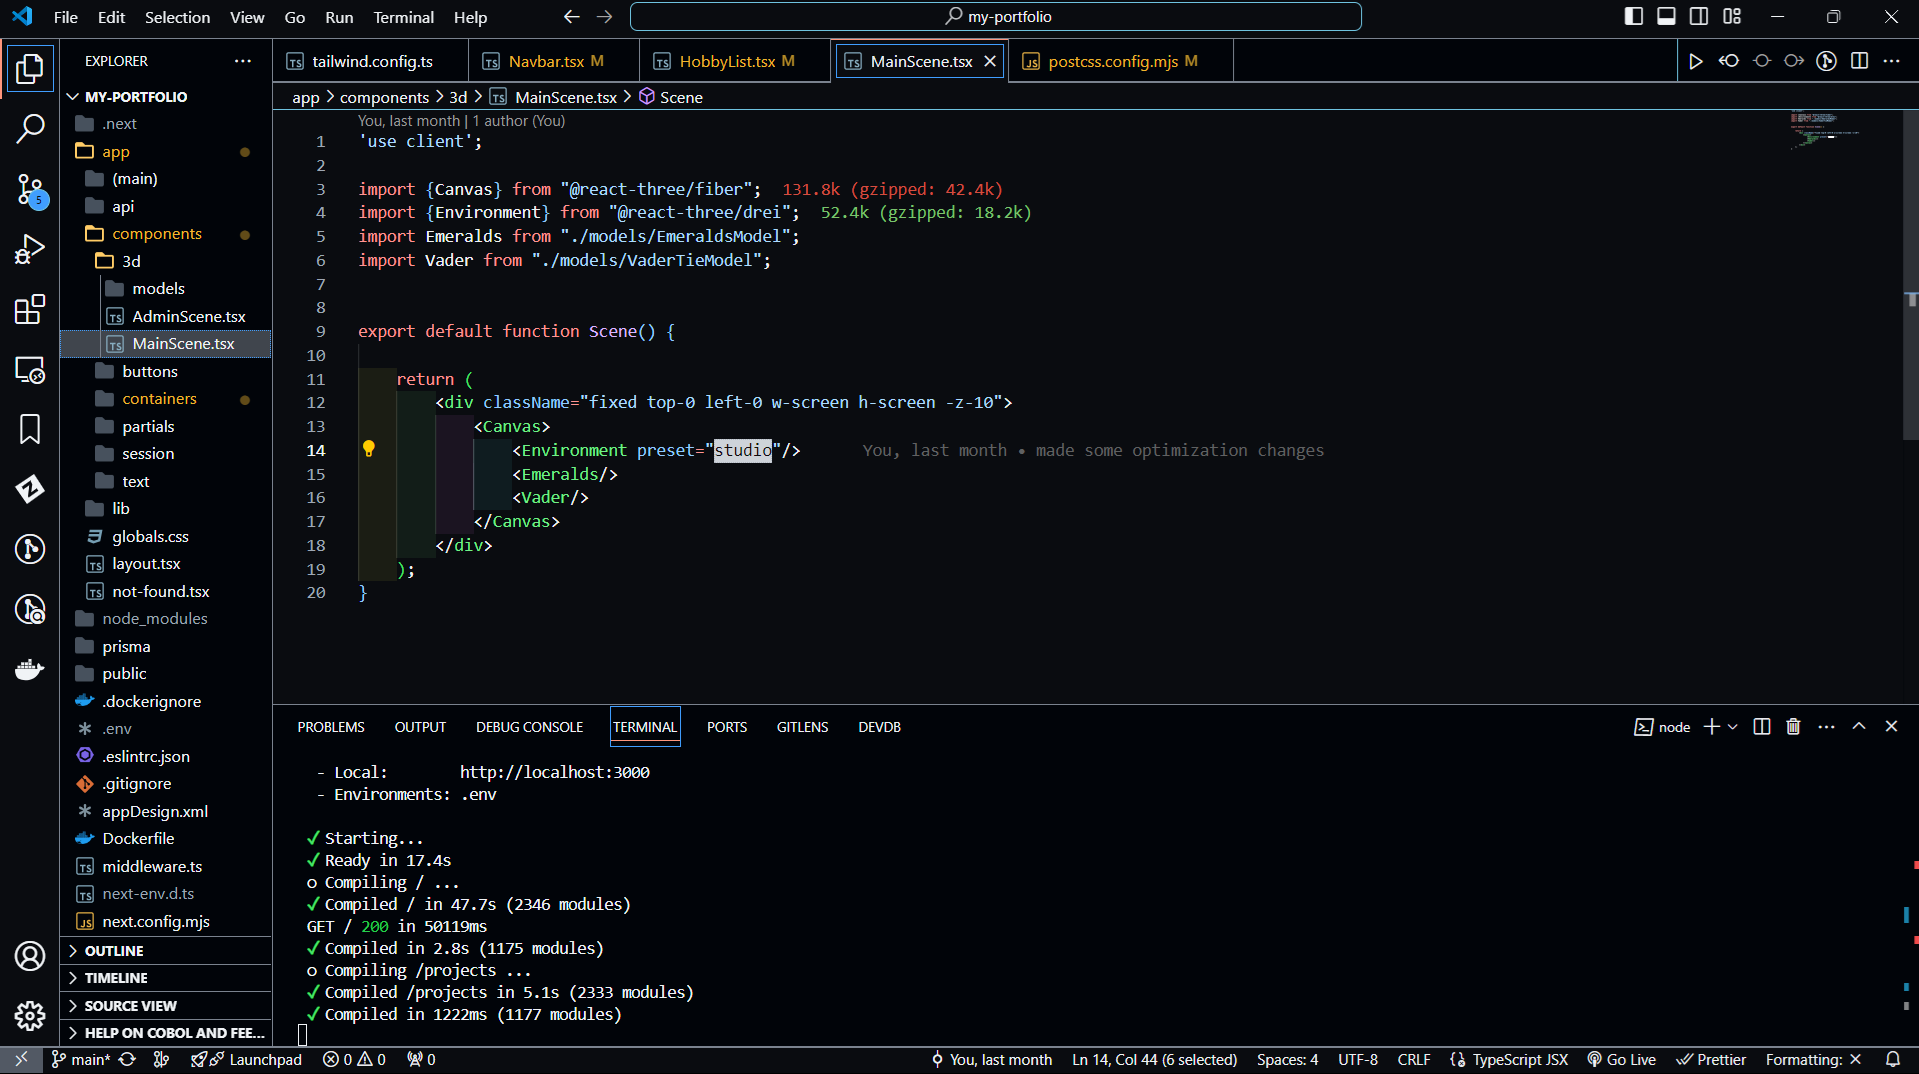 File Edit Selection View Go Run Terminal Help
my-portfolio
EXPLORER
tailwind.config.ts
Navbar.tsx M
HobbyList.tsx M
MainScene.tsx
postcss.config.mjs M
app > components > 3d > MainScene.tsx > Scene
MY-PORTFOLIO
.next
app
(main)
api
components
3d
models
AdminScene.tsx
MainScene.tsx
buttons
containers
partials
session
text
lib
globals.css
layout.tsx
not-found.tsx
node_modules
prisma
public
.dockerignore
.env
.eslintrc.json
.gitignore
appDesign.xml
Dockerfile
middleware.ts
next-env.d.ts
next.config.mjs
OUTLINE
TIMELINE
SOURCE VIEW
HELP ON COBOL AND FEE...
5
You, last month | 1 author (You)
1 'use client';
2
3 import {Canvas} from "@react-three/fiber"; 131.8k (gzipped: 42.4k)
4 import {Environment} from "@react-three/drei"; 52.4k (gzipped: 18.2k)
5 import Emeralds from "./models/EmeraldsModel";
6 import Vader from "./models/VaderTieModel";
7
8
9 export default function Scene() {
10
11 return (
12 <div className="fixed top-0 left-0 w-screen h-screen -z-10">
13 <Canvas>
14 <Environment preset="studio"/> You, last month • made some optimization changes
15 <Emeralds/>
16 <Vader/>
17 </Canvas>
18 </div>
19 );
20 }
PROBLEMS OUTPUT DEBUG CONSOLE TERMINAL PORTS GITLENS DEVDB
node
- Local: http://localhost:3000
- Environments: .env
✓ Starting...
✓ Ready in 17.4s
o Compiling / ...
✓ Compiled / in 47.7s (2346 modules)
GET / 200 in 50119ms
✓ Compiled in 2.8s (1175 modules)
o Compiling /projects ...
✓ Compiled /projects in 5.1s (2333 modules)
✓ Compiled in 1222ms (1177 modules)
main* Launchpad 0 0 0 You, last month Ln 14, Col 44 (6 selected) Spaces: 4 UTF-8 CRLF TypeScript JSX Go Live Prettier Formatting: ×